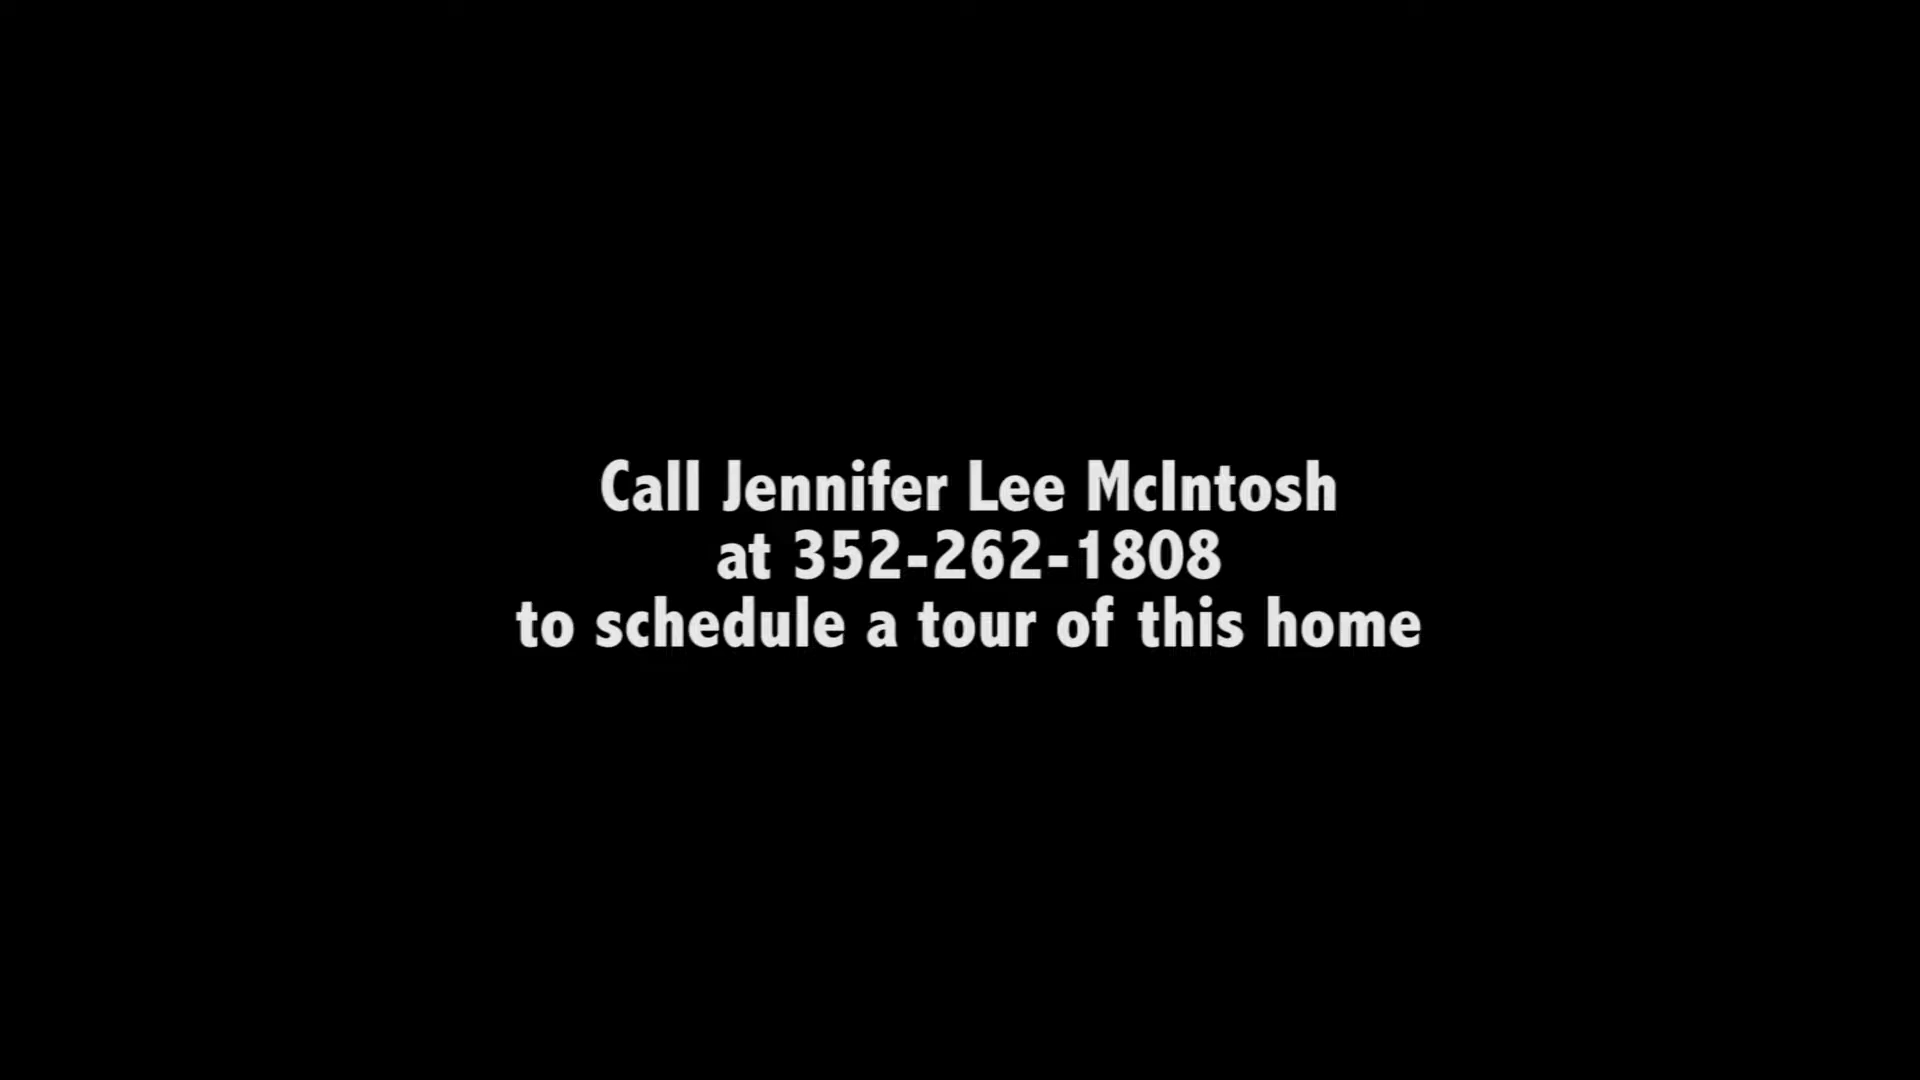 Call Jennifer Lee McIntosh
at 352-262-1808
to schedule a tour of this home